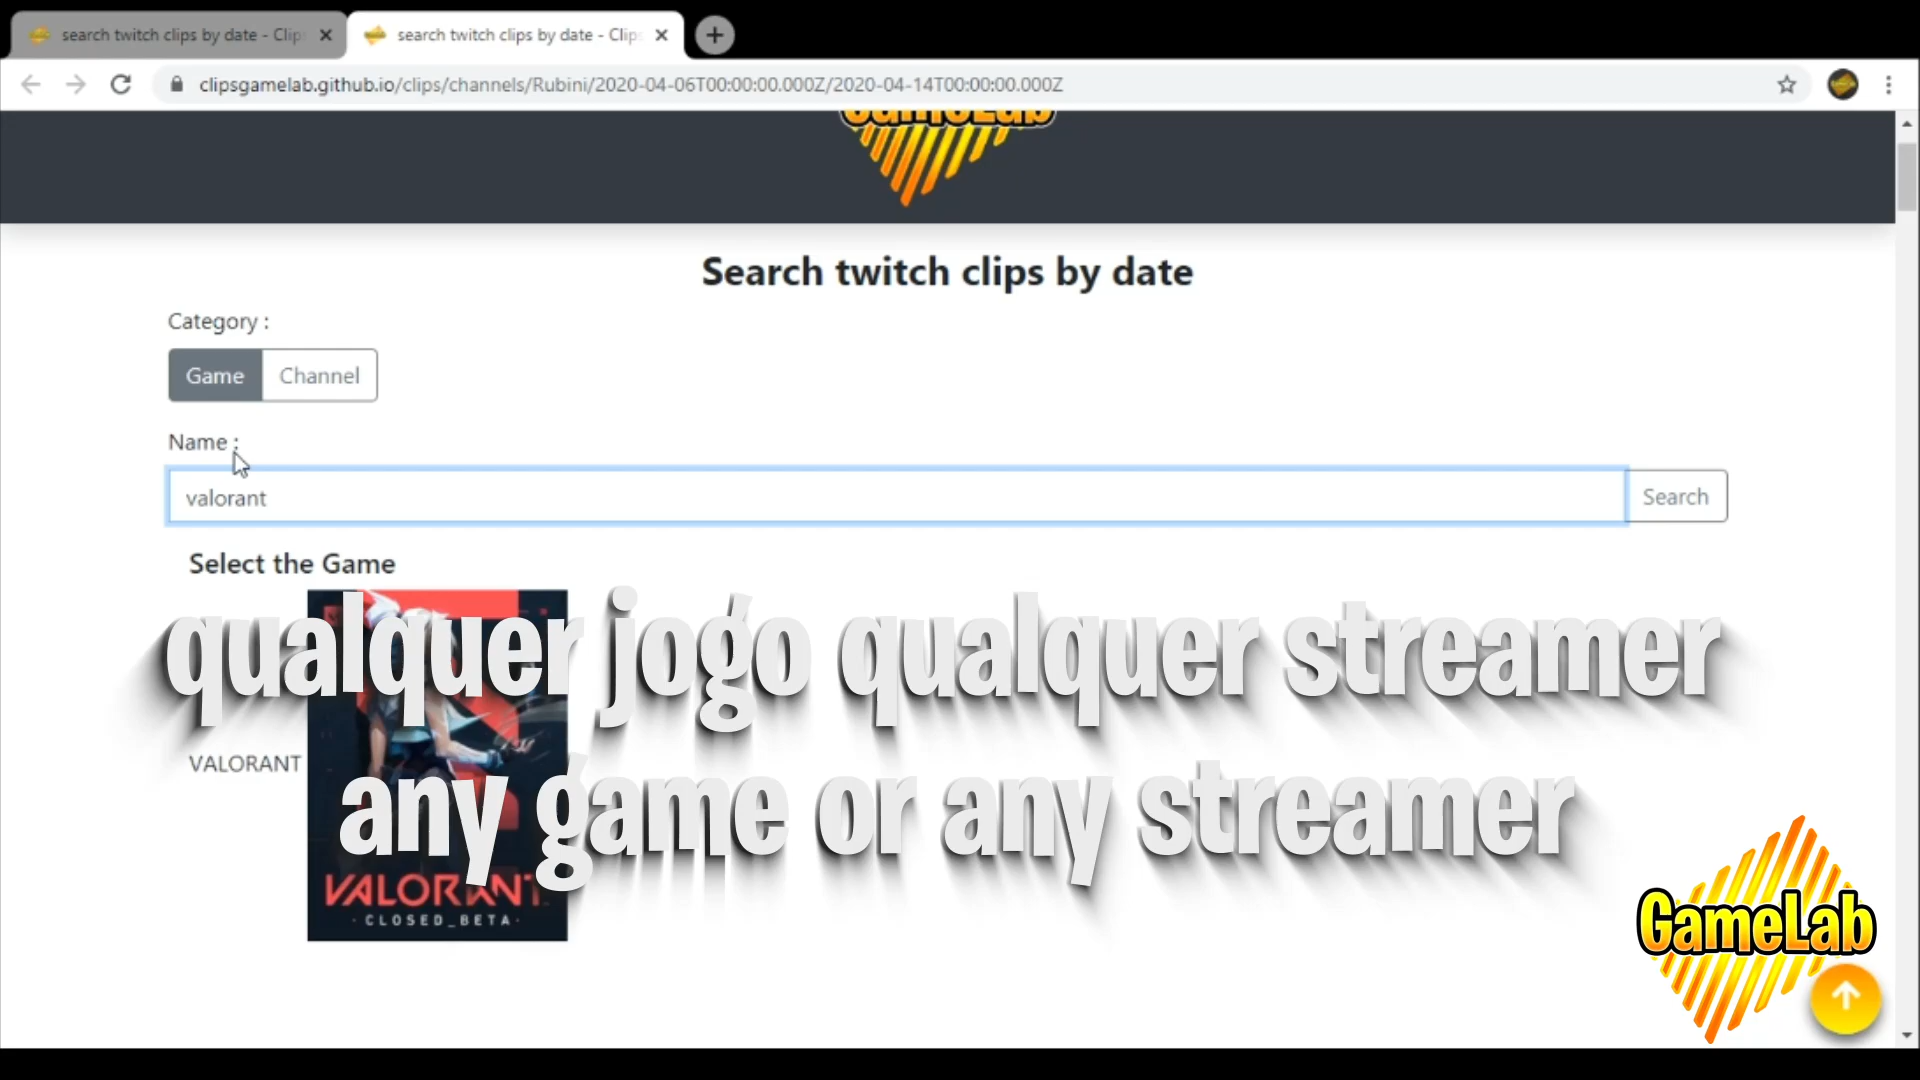 search twitch clips by date - Clip
search twitch clips by date - Clip
clipsgamelab.github.io/clips/channels/Rubini/2020-04-06T00:00:00.000Z/2020-04-14T00:00:00.000Z
GameLab
Search twitch clips by date
Category :
Game Channel
Name :
valorant
Search
Select the Game
qualquer jogo qualquer streamer
VALORANT
any game or any streamer
VALORANT
· CLOSED_BETA ·
GameLab